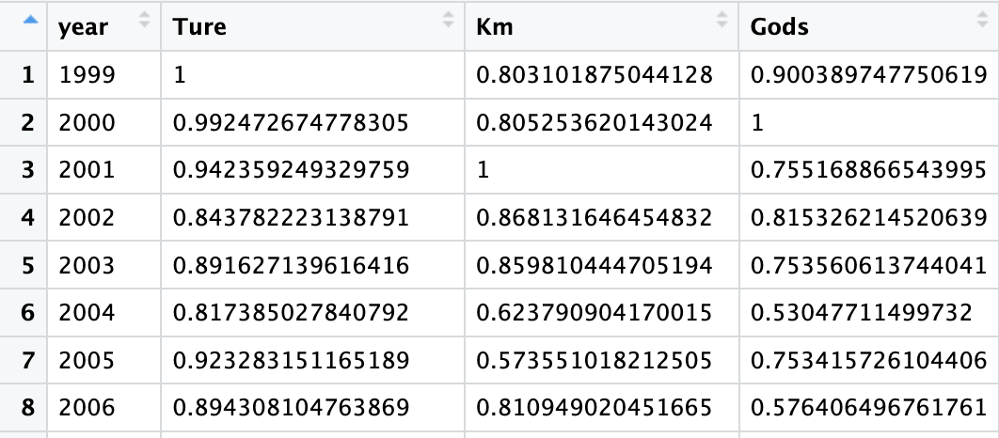 year Ture Km Gods
1 1999 1 0.803101875044128 0.900389747750619
2 2000 0.992472674778305 0.805253620143024 1
3 2001 0.942359249329759 1 0.755168866543995
4 2002 0.843782223138791 0.868131646454832 0.815326214520639
5 2003 0.891627139616416 0.859810444705194 0.753560613744041
6 2004 0.817385027840792 0.623790904170015 0.53047711499732
7 2005 0.923283151165189 0.573551018212505 0.753415726104406
8 2006 0.894308104763869 0.810949020451665 0.576406496761761